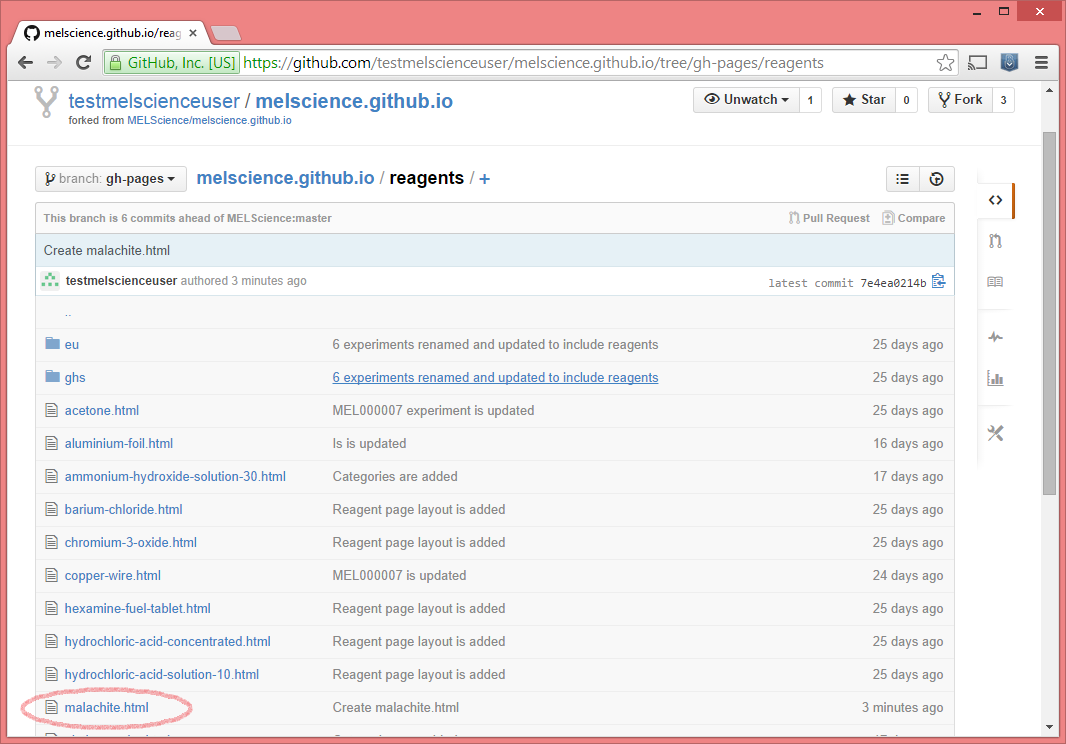 melscience.github.io/reag
GitHub, Inc. [US] https://github.com/testmelscienceuser/melscience.github.io/tree/gh-pages/reagents
testmelscienceuser / melscience.github.io
forked from MELScience/melscience.github.io
Unwatch 1 Star 0 Fork 3
branch: gh-pages melscience.github.io / reagents / +
This branch is 6 commits ahead of MELScience:master Pull Request Compare
Create malachite.html
testmelscienceuser authored 3 minutes ago latest commit 7e4ea0214b
..
eu 6 experiments renamed and updated to include reagents 25 days ago
ghs 6 experiments renamed and updated to include reagents 25 days ago
acetone.html MEL000007 experiment is updated 25 days ago
aluminium-foil.html Is is updated 16 days ago
ammonium-hydroxide-solution-30.html Categories are added 17 days ago
barium-chloride.html Reagent page layout is added 25 days ago
chromium-3-oxide.html Reagent page layout is added 25 days ago
copper-wire.html MEL000007 is updated 24 days ago
hexamine-fuel-tablet.html Reagent page layout is added 25 days ago
hydrochloric-acid-concentrated.html Reagent page layout is added 25 days ago
hydrochloric-acid-solution-10.html Reagent page layout is added 25 days ago
malachite.html Create malachite.html 3 minutes ago